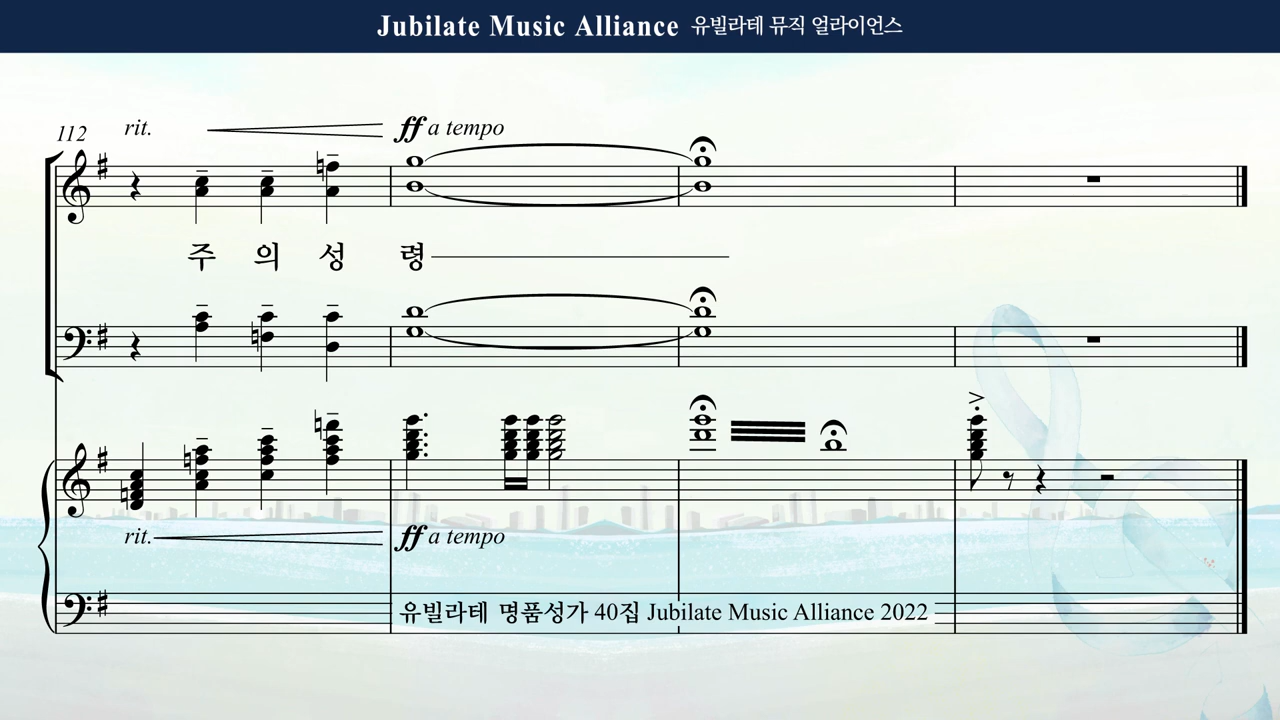 Jubilate Music Alliance 유빌라테 뮤직 얼라이언스
112 rit. ff a tempo
주 의 성 령
rit. ff a tempo
유빌라테 명품성가 40집 Jubilate Music Alliance 2022